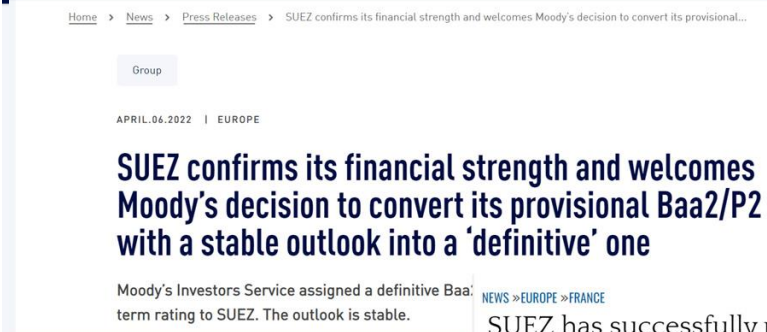 Home > News > Press Releases > SUEZ confirms its financial strength and welcomes Moody's decision to convert its provisional...
Group
APRIL.06.2022 | EUROPE
SUEZ confirms its financial strength and welcomes
Moody's decision to convert its provisional Baa2/P2
with a stable outlook into a ‘definitive’ one
Moody's Investors Service assigned a definitive Baa2
term rating to SUEZ. The outlook is stable.
NEWS »EUROPE »FRANCE
SUEZ has successfully